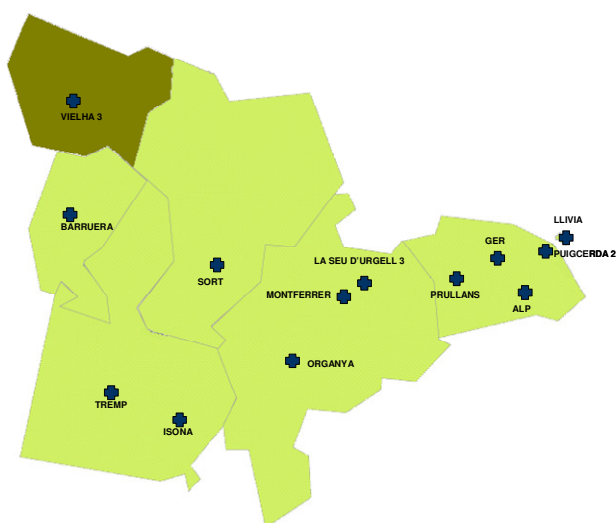 VIELHA 3
LLIVIA
BARRUERA
GER
PUIGCERDA 2
LA SEU D'URGELL 3
SORT
PRULLANS
MONTFERRER
ALP
ORGANYA
TREMP
ISONA